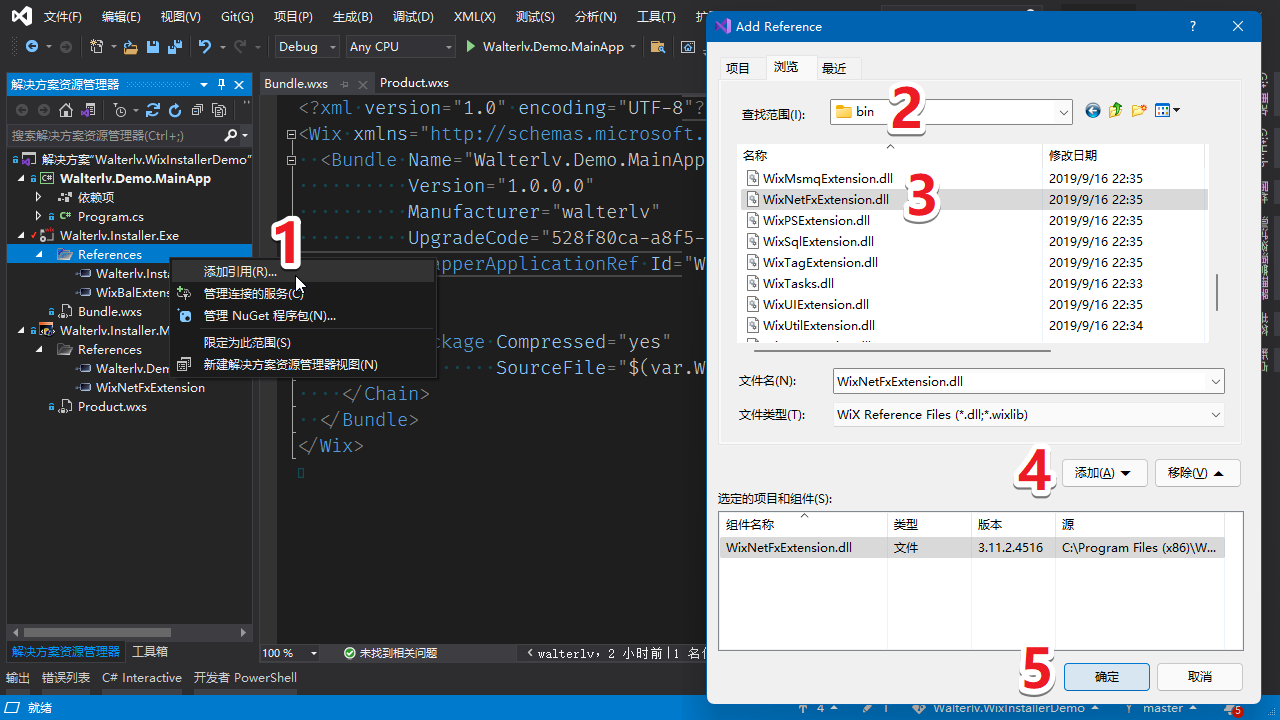 文件(F) 编辑(E) 视图(V) Git(G) 项目(P) 生成(B) 调试(D) XML(X) 测试(S) 分析(N) 工具(T)
Debug Any CPU Walterlv.Demo.MainApp
解决方案资源管理器
搜索解决方案资源管理器(Ctrl+;)
解决方案"Walterlv.WixInstallerDemo"
Walterlv.Demo.MainApp
依赖项
C# Program.cs
Walterlv.Installer.Exe
References
Walterlv.Insta
WixBalExtens
Bundle.wxs
Walterlv.Installer.M
References
Walterlv.Dem
WixNetFxExtension
Product.wxs
解决方案资源管理器 工具箱
1
添加引用(R)...
管理连接的服务(C)
管理 NuGet 程序包(N)...
限定为此范围(S)
新建解决方案资源管理器视图(N)
Bundle.wxs Product.wxs
<?xml version="1.0" encoding="UTF-8"?
<Wix xmlns="http://schemas.microsoft.
<Bundle Name="Walterlv.Demo.MainApp
Version="1.0.0.0"
Manufacturer="walterlv"
UpgradeCode="528f80ca-a8f5-
apperApplicationRef Id="W
ckage Compressed="yes"
SourceFile="$(var.W
</Chain>
</Bundle>
</Wix>
100 % 未找到相关问题 walterlv，2 小时前 | 1 名
输出 错误列表 C# Interactive 开发者 PowerShell
就绪 4 1 Walterlv.WixInstallerDemo master 5
Add Reference ?
项目 浏览 最近
查找范围(I): bin
2
名称 修改日期
WixMsmqExtension.dll 2019/9/16 22:35
WixNetFxExtension.dll 2019/9/16 22:35
3
WixPSExtension.dll 2019/9/16 22:35
WixSqlExtension.dll 2019/9/16 22:35
WixTagExtension.dll 2019/9/16 22:35
WixTasks.dll 2019/9/16 22:33
WixUIExtension.dll 2019/9/16 22:35
WixUtilExtension.dll 2019/9/16 22:34
文件名(N): WixNetFxExtension.dll
文件类型(T): WiX Reference Files (*.dll;*.wixlib)
4
添加(A) 移除(V)
选定的项目和组件(S):
组件名称 类型 版本 源
WixNetFxExtension.dll 文件 3.11.2.4516 C:\Program Files (x86)\W...
5
确定 取消